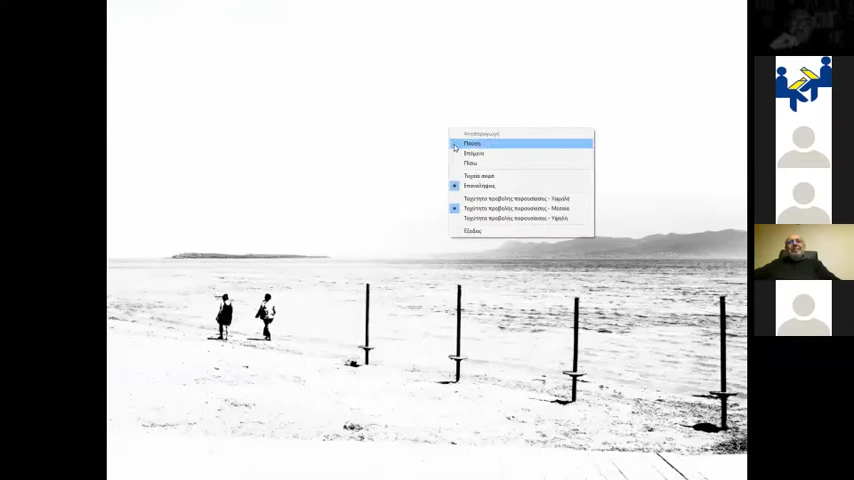 Αναπαραγωγή
Παύση
Επόμενο
Πίσω
Τυχαία σειρά
Επανάληψη
Ταχύτητα προβολής παρουσίασης - Χαμηλή
Ταχύτητα προβολής παρουσίασης - Μεσαία
Ταχύτητα προβολής παρουσίασης - Υψηλή
Έξοδος